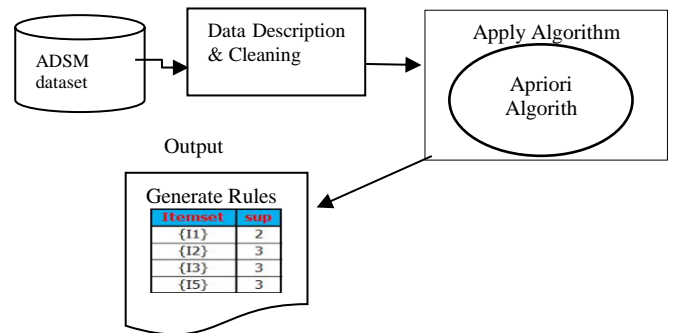 ADSM
dataset
Data Description
& Cleaning
Apply Algorithm
Apriori
Algorith
Output
Generate Rules
Itemset sup
{I1} 2
{I2} 3
{I3} 3
{I5} 3